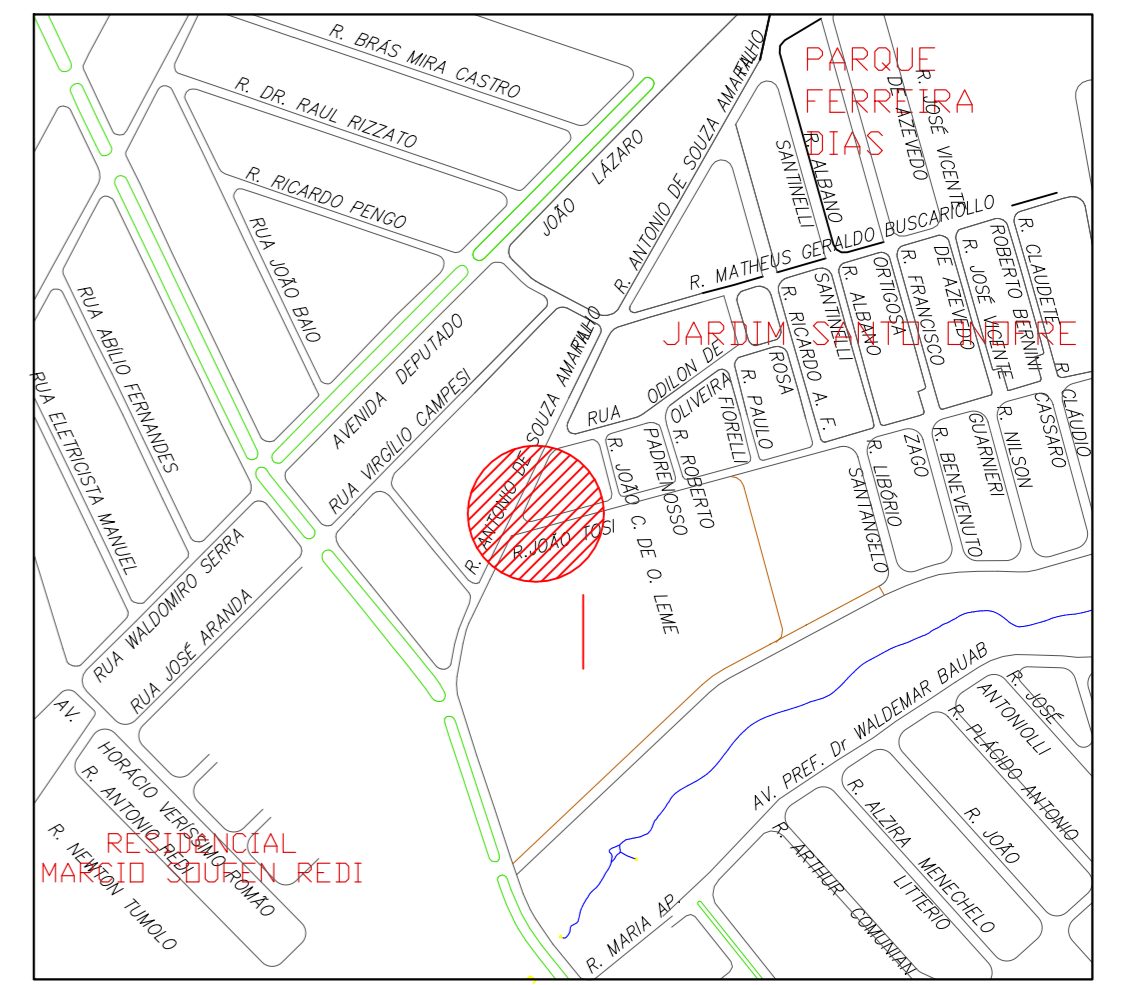 R. BRÁS MIRA CASTRO
R. DR. RAUL RIZZATO
R. RICARDO PENGO
RUA JOÃO BAIO
JOÃO LÁZARO
R. ANTONIO DE SOUZA AMARAL
FILHO
PARQUE
FERREIRA
DIAS
R. JOSÉ VICENTE
DE AZEVEDO
R. ALBANO
SANTINELLI
R. MATHEUS GERALDO BUSCARIOLLO
R. CLAUDETE
ROBERTO BERNINI
R. JOSÉ VICENTE
DE AZEVEDO
R. FRANCISCO
ORTIGOSA
R. ALBANO
SANTINELLI
R. RICARDO A. F.
ROSA
JARDIM SANTO ONOFRE
RUA ABILIO FERNANDES
RUA ELETRICISTA MANUEL
AVENIDA DEPUTADO
RUA VIRGÍLIO CAMPESI
R. ANTONIO DE SOUZA AMARAL
FILHO
RUA ODILON DE
OLIVEIRA
R. PAULO
FIORELLI
R. ROBERTO
PADRENOSSO
R. JOÃO C. DE O. LEME
R.JOÃO TOSI
R. CLÁUDIO
CASSARO
R. NILSON
GUARNIERI
R. BENEVENUTO
ZAGO
R. LIBÓRIO
SANTANGELO
RUA WALDOMIRO SERRA
RUA JOSÉ ARANDA
AV.
HORÁCIO VERÍSSIMO ROMÃO
R. ANTONIO REDI
R. NEWTON TUMOLO
RESIDENCIAL
MARCIO SOUFEN REDI
AV. PREF. Dr WALDEMAR BAUAB
R. JOSÉ
ANTONIOLLI
R. PLÁCIDO ANTONIO
R. JOÃO
R. ALZIRA MENECHELO
LITTERIO
R. ARTHUR COMUNIAN
R. MARIA AP.